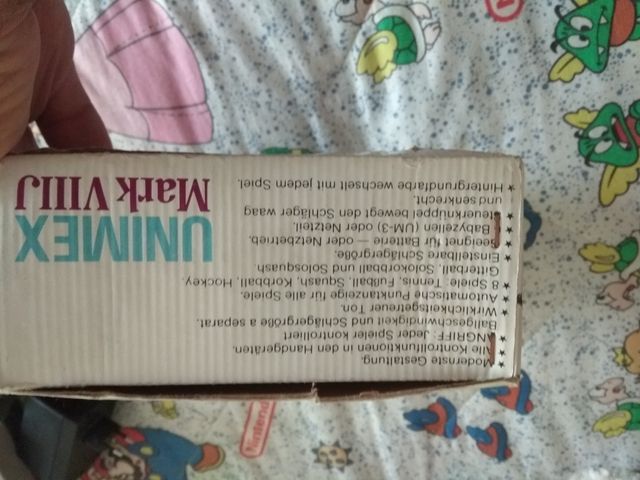 ★ Modernste Gestaltung.
★ Alle Kontrollfunktionen in den Handgeräten.
★ ANGRIFF: Jeder Spieler kontrolliert
Ballgeschwindigkeit und Schlägergröße a separat.
★ Wirklichkeitsgetreuer Ton.
★ Automatische Punktanzeige für alle Spiele.
★ 8 Spiele. Tennis, Fußball, Squash, Korbball, Hockey,
Gitterball, Solokorbball und Solosquash
★ Einstellbare Schlägergröße.
★ Geeignet für Batterie — oder Netzbetrieb.
★ Babyzellen (UM-3) oder Netzteil.
★ Steuerknüppel bewegt den Schläger waag
und senkrecht.
★ Hintergrundfarbe wechselt mit jedem Spiel.
UNIMEX
Mark VIIIJ
Nintendo